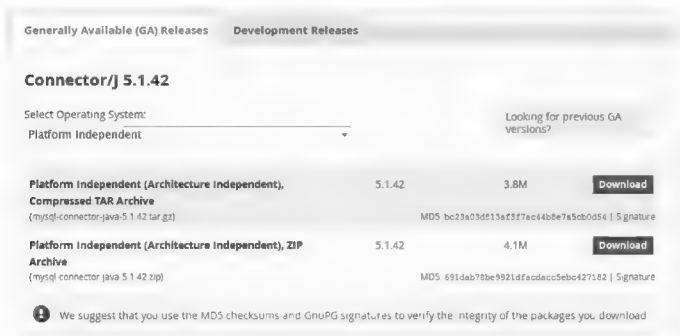 Generally Available (GA) Releases Development Releases
Connector/J 5.1.42
Select Operating System:
Looking for previous GA
versions?
Platform Independent
Platform Independent (Architecture Independent), 5.1.42 3.8M Download
Compressed TAR Archive
(mysql-connector-java-5.1.42.tar.gz) MD5: | Signature
Platform Independent (Architecture Independent), ZIP 5.1.42 4.1M Download
Archive
(mysql-connector-java-5.1.42.zip) MD5: | Signature
We suggest that you use the MD5 checksums and GnuPG signatures to verify the integrity of the packages you download